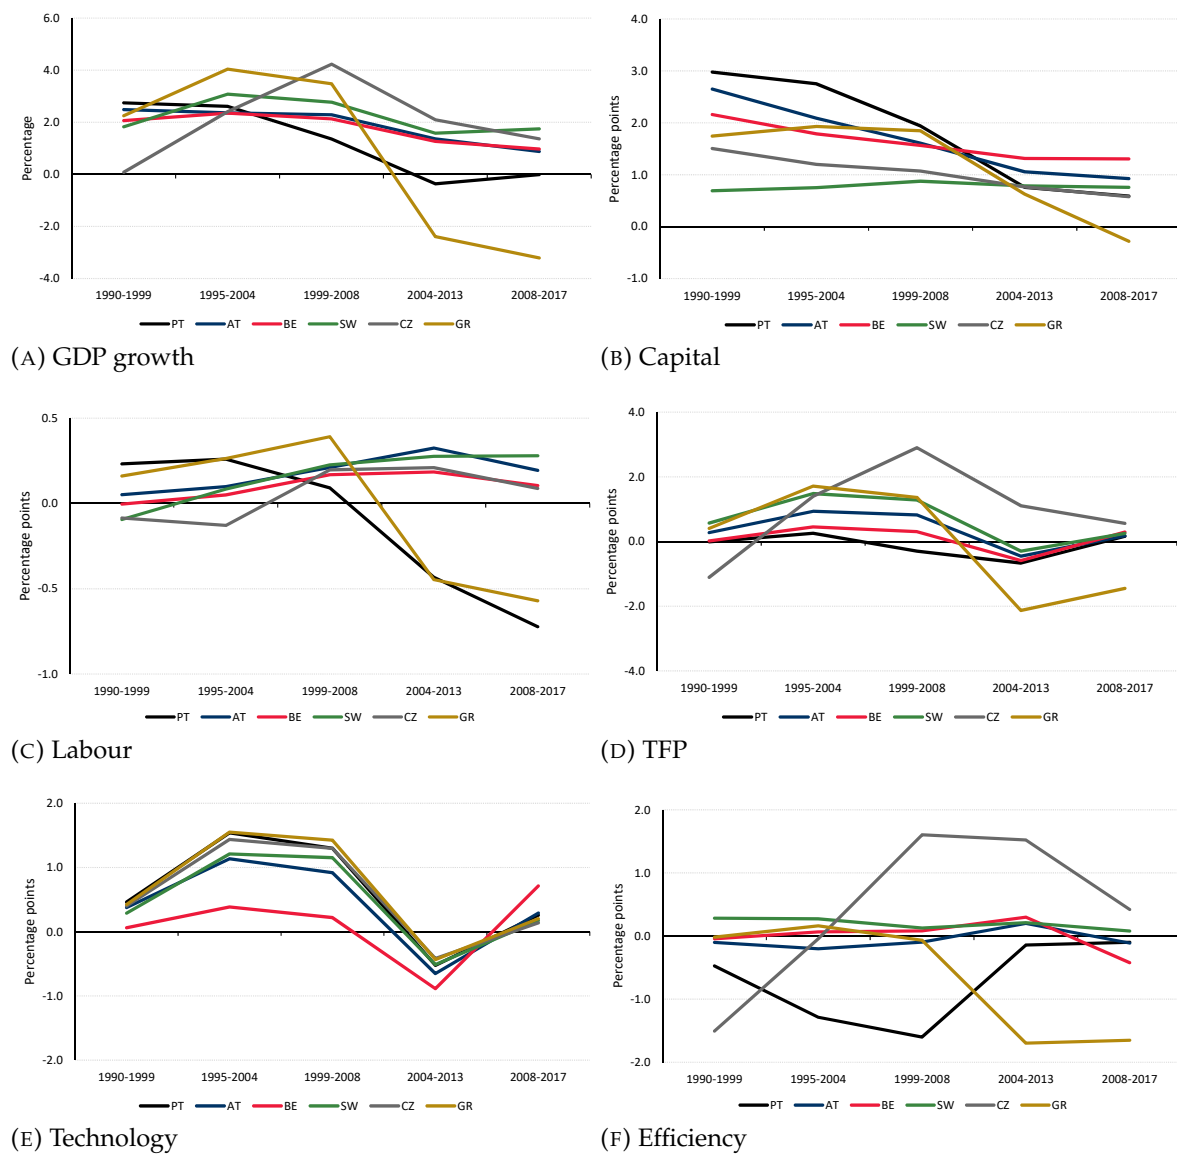 6.0
4.0
2.0
0.0
-2.0
-4.0
Percentage
1990-1999 1995-2004 1999-2008 2004-2013 2008-2017
PT AT BE SW CZ GR
(A) GDP growth
4.0
3.0
2.0
1.0
0.0
-1.0
Percentage points
1990-1999 1995-2004 1999-2008 2004-2013 2008-2017
PT AT BE SW CZ GR
(B) Capital
0.5
0.0
-0.5
-1.0
Percentage points
1990-1999 1995-2004 1999-2008 2004-2013 2008-2017
PT AT BE SW CZ GR
(C) Labour
4.0
2.0
0.0
-2.0
-4.0
Percentage points
1990-1999 1995-2004 1999-2008 2004-2013 2008-2017
PT AT BE SW CZ GR
(D) TFP
2.0
1.0
0.0
-1.0
-2.0
Percentage points
1990-1999 1995-2004 1999-2008 2004-2013 2008-2017
PT AT BE SW CZ GR
(E) Technology
2.0
1.0
0.0
-1.0
-2.0
Percentage points
1990-1999 1995-2004 1999-2008 2004-2013 2008-2017
PT AT BE SW CZ GR
(F) Efficiency